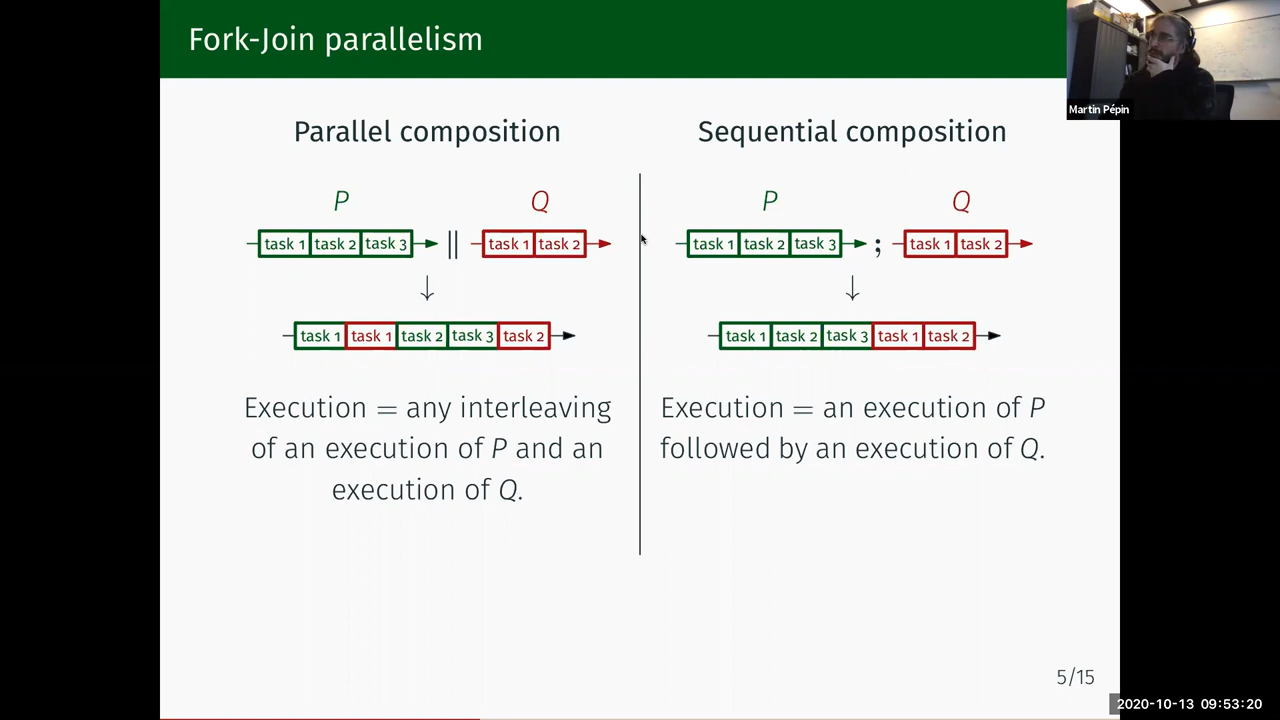 Fork-Join parallelism
Martin Pépin
Parallel composition
P
Q
task 1 task 2 task 3 || task 1 task 2
↓
task 1 task 1 task 2 task 3 task 2
Execution = any interleaving
of an execution of P and an
execution of Q.
Sequential composition
P
Q
task 1 task 2 task 3 ; task 1 task 2
↓
task 1 task 2 task 3 task 1 task 2
Execution = an execution of P
followed by an execution of Q.
5/15
2020-10-13 09:53:20